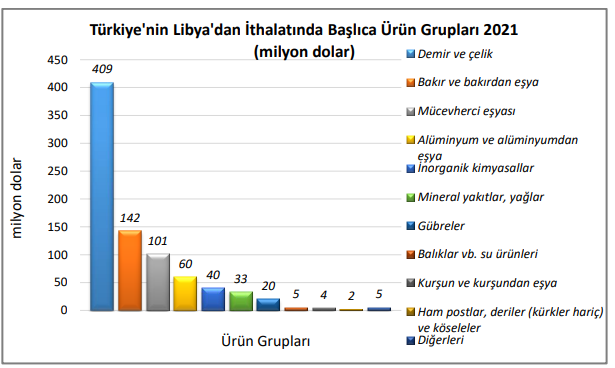 Türkiye'nin Libya'dan İthalatında Başlıca Ürün Grupları 2021
(milyon dolar)
milyon dolar
450
400
350
300
250
200
150
100
50
0
409
142
101
60
40
33
20
5
4
2
5
Ürün Grupları
Demir ve çelik
Bakır ve bakırdan eşya
Mücevherci eşyası
Alüminyum ve alüminyumdan
eşya
İnorganik kimyasallar
Mineral yakıtlar, yağlar
Gübreler
Balıklar vb. su ürünleri
Kurşun ve kurşundan eşya
Ham postlar, deriler (kürkler hariç)
ve köseleler
Diğerleri